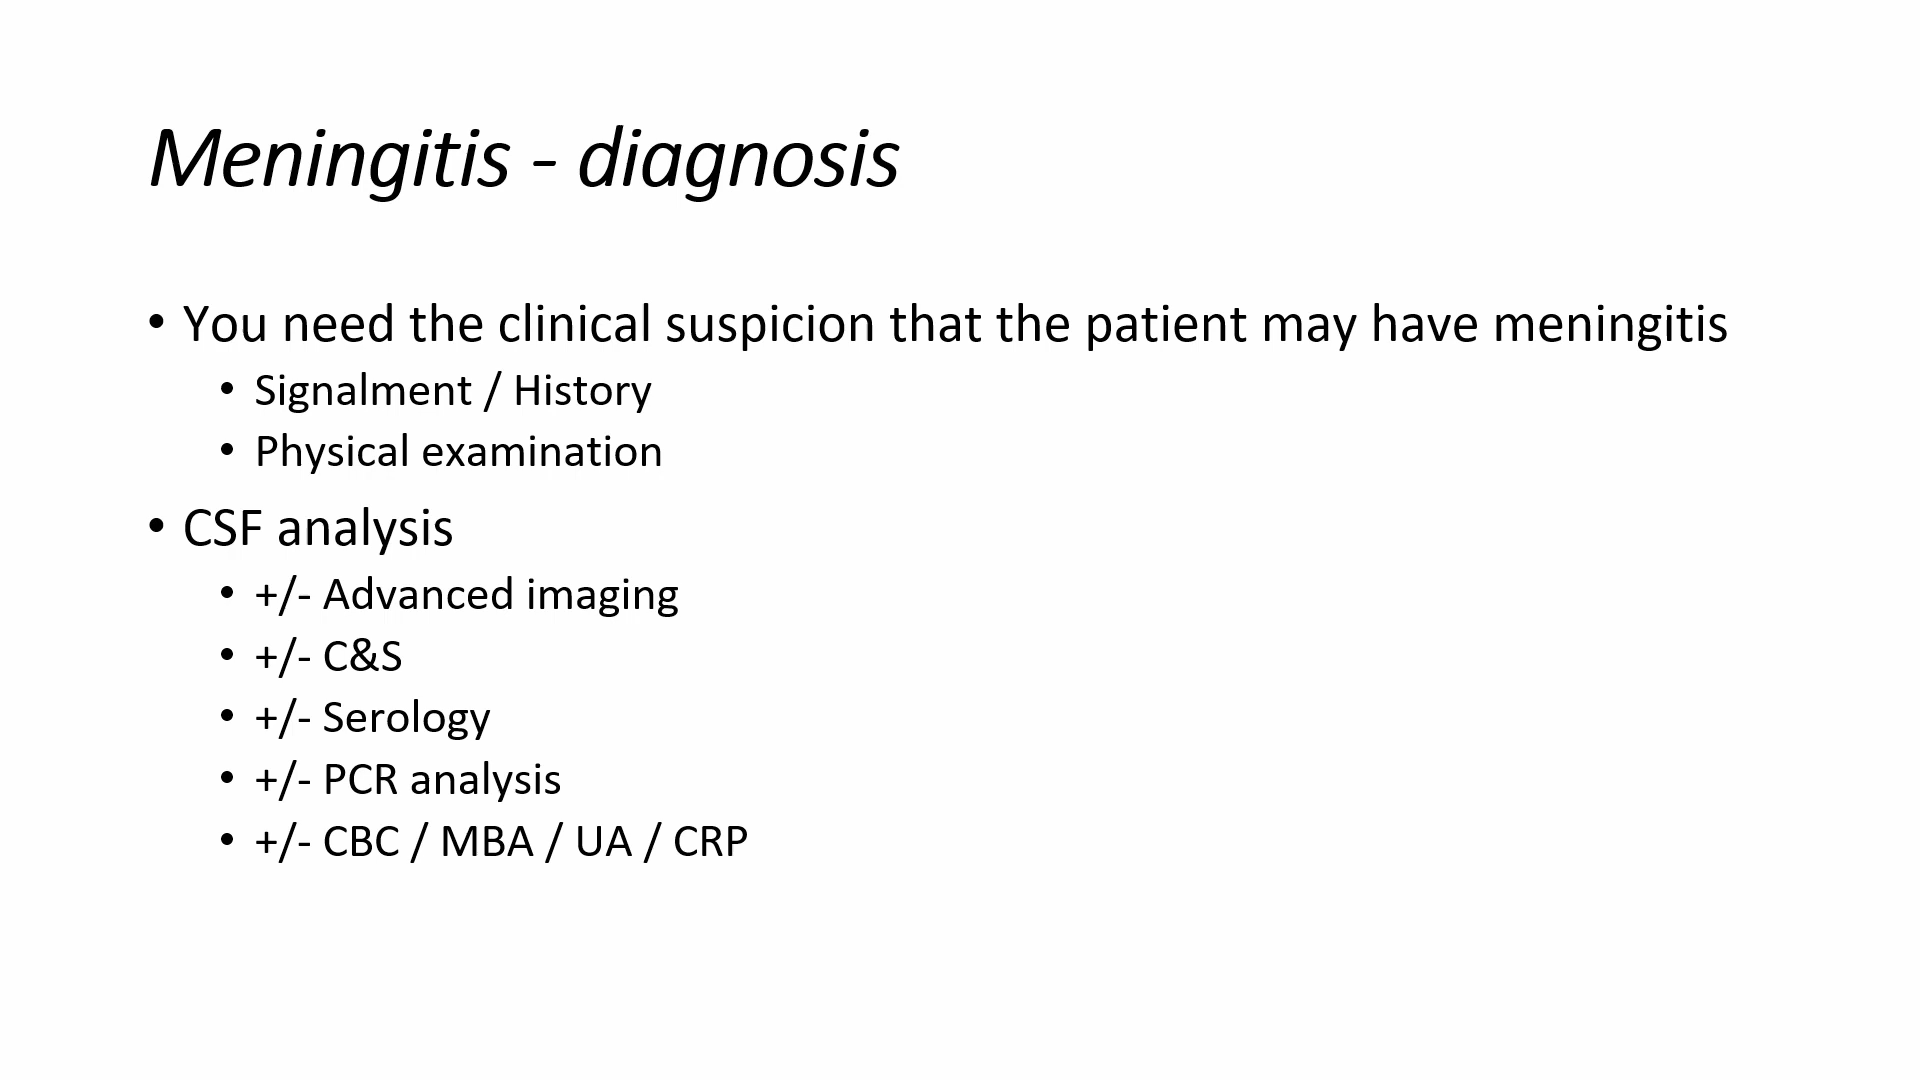 Meningitis - diagnosis
• You need the clinical suspicion that the patient may have meningitis
• Signalment / History
• Physical examination
• CSF analysis
• +/- Advanced imaging
• +/- C&S
• +/- Serology
• +/- PCR analysis
• +/- CBC / MBA / UA / CRP